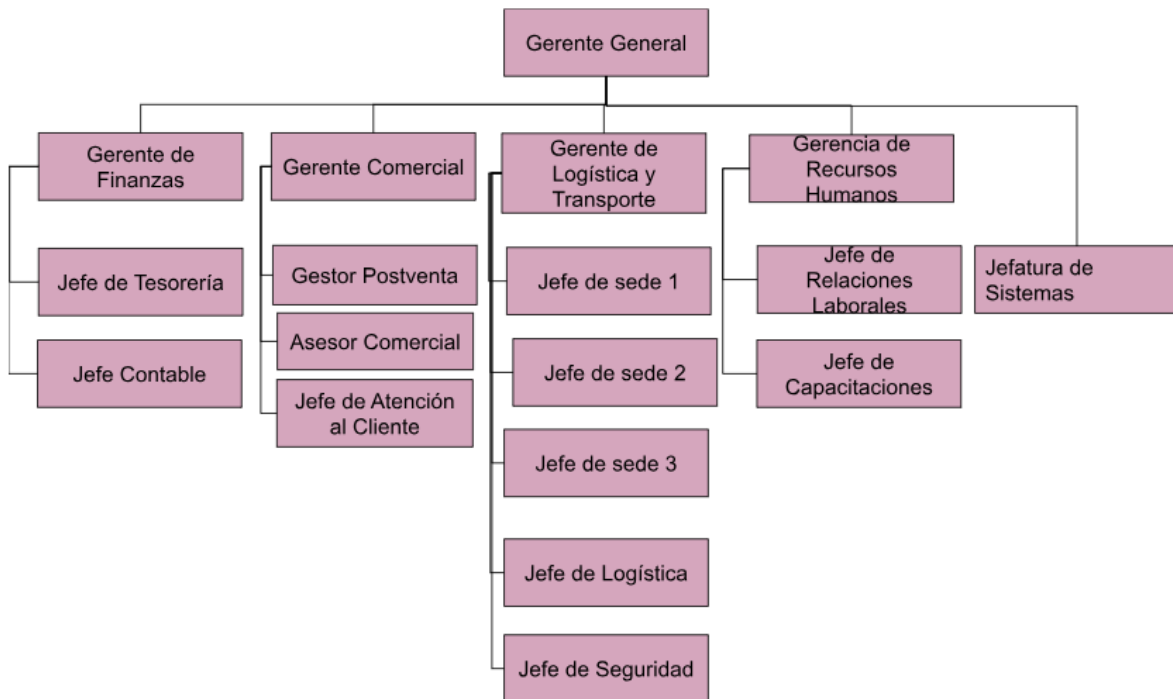 Gerente General
Gerente de
Finanzas
Gerente Comercial
Gerente de
Logística y
Transporte
Gerencia de
Recursos
Humanos
Jefe de Tesorería
Gestor Postventa
Jefe de sede 1
Jefe de
Relaciones
Laborales
Jefatura de
Sistemas
Jefe Contable
Asesor Comercial
Jefe de sede 2
Jefe de
Capacitaciones
Jefe de Atención
al Cliente
Jefe de sede 3
Jefe de Logística
Jefe de Seguridad